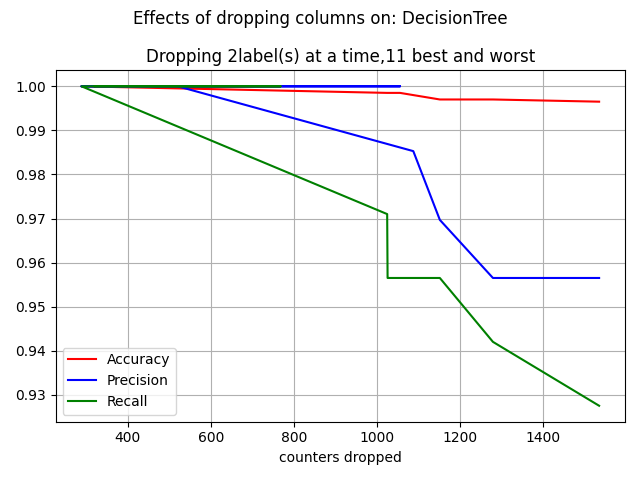 Effects of dropping columns on: DecisionTree
Dropping 2label(s) at a time,11 best and worst
1.00
0.99
0.98
0.97
0.96
0.95
0.94
0.93
Accuracy
Precision
Recall
400 600 800 1000 1200 1400
counters dropped